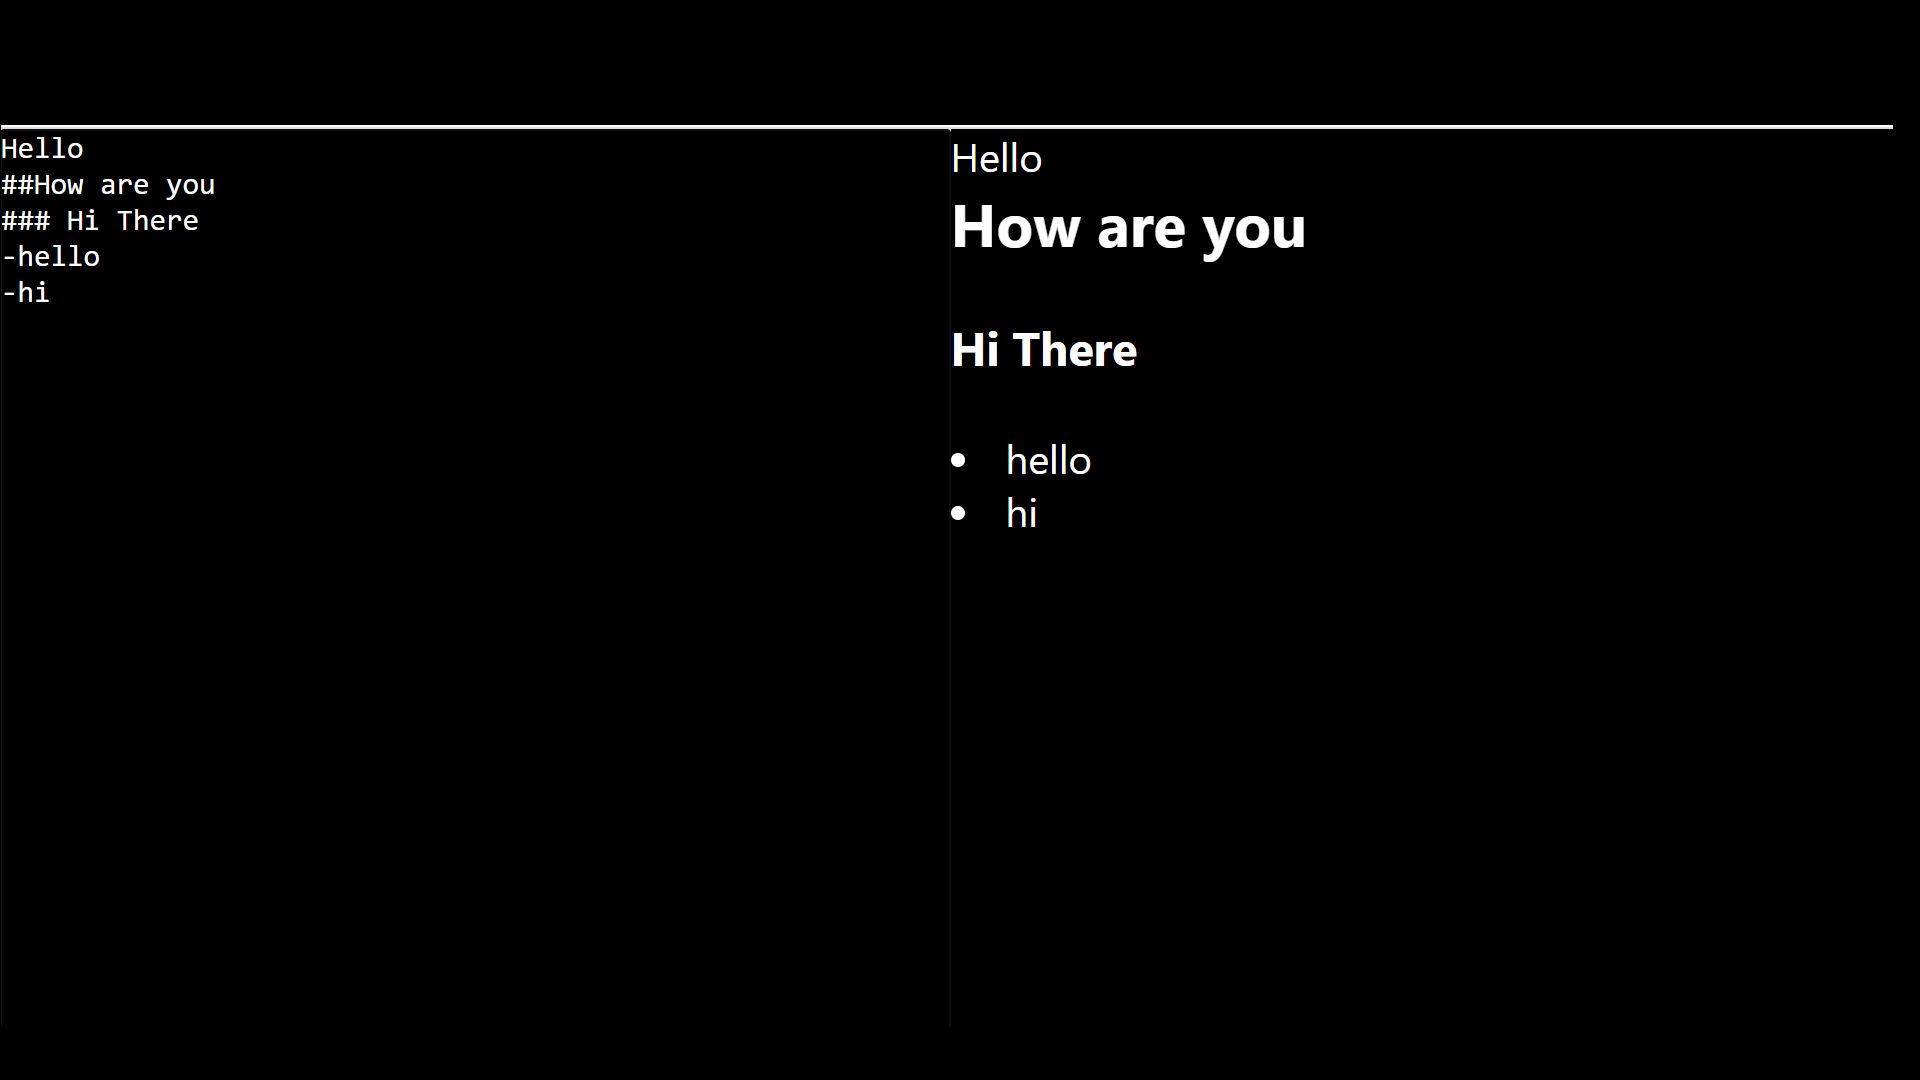 Hello
##How are you
### Hi There
-hello
-hi
Hello
How are you
Hi There
• hello
• hi